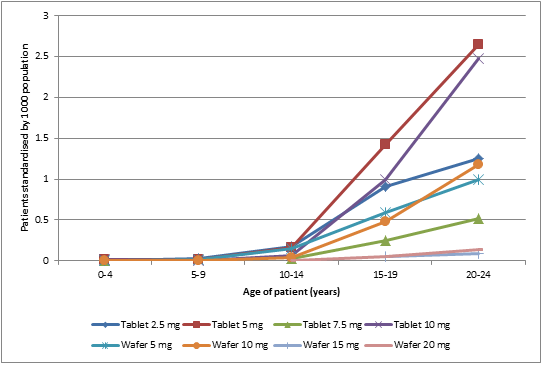 3
2.5
2
1.5
1
0.5
0
Patients standardised by 1000 population
0-4 5-9 10-14 15-19 20-24
Age of patient (years)
Tablet 2.5 mg Tablet 5 mg Tablet 7.5 mg Tablet 10 mg
Wafer 5 mg Wafer 10 mg Wafer 15 mg Wafer 20 mg